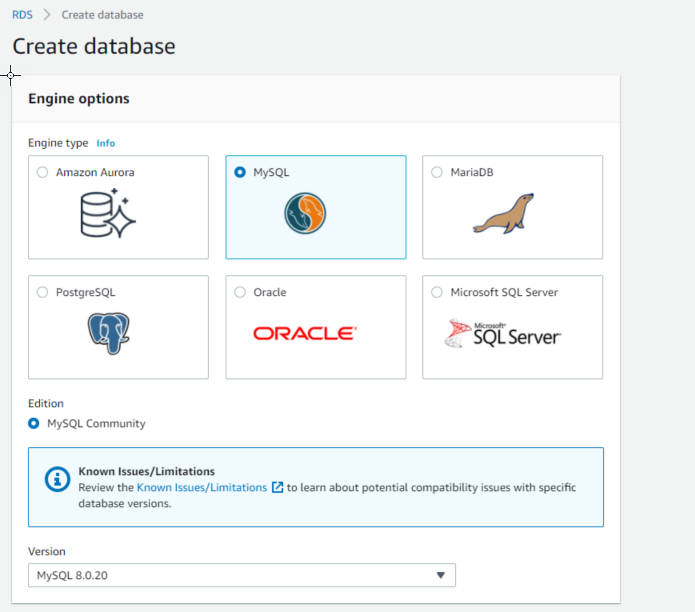 RDS > Create database
Create database
Engine options
Engine type Info
Amazon Aurora
MySQL
MariaDB
PostgreSQL
Oracle
Microsoft SQL Server
ORACLE
Microsoft
SQL Server
Edition
MySQL Community
Known Issues/Limitations
Review the Known Issues/Limitations to learn about potential compatibility issues with specific
database versions.
Version
MySQL 8.0.20